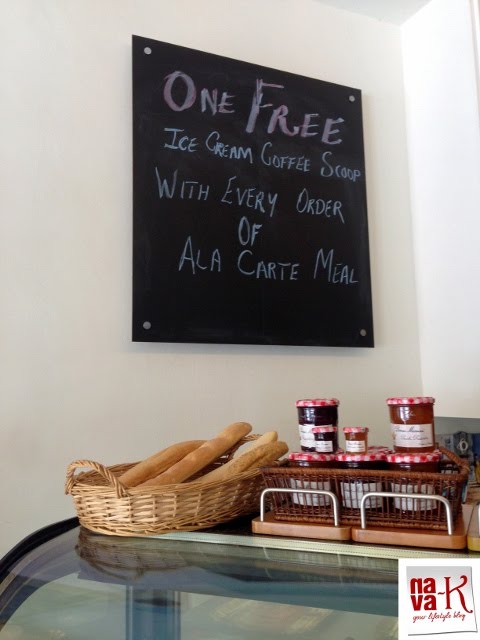 One Free
Ice Cream Coffee Scoop
With Every Order
Of
Ala Carte Meal
na
va-K
your lifestyle blog